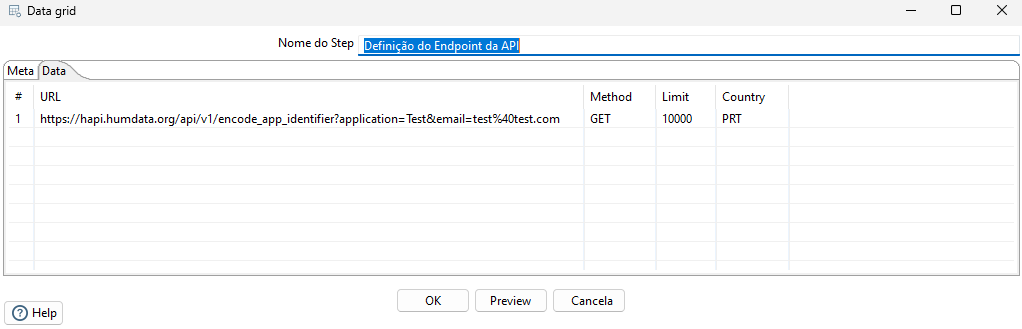 Data grid
Nome do Step Definição do Endpoint da API
Meta Data
# URL Method Limit Country
1 https://hapi.humdata.org/api/v1/encode_app_identifier?application=Test&email=test%40test.com GET 10000 PRT
OK Preview Cancela
Help